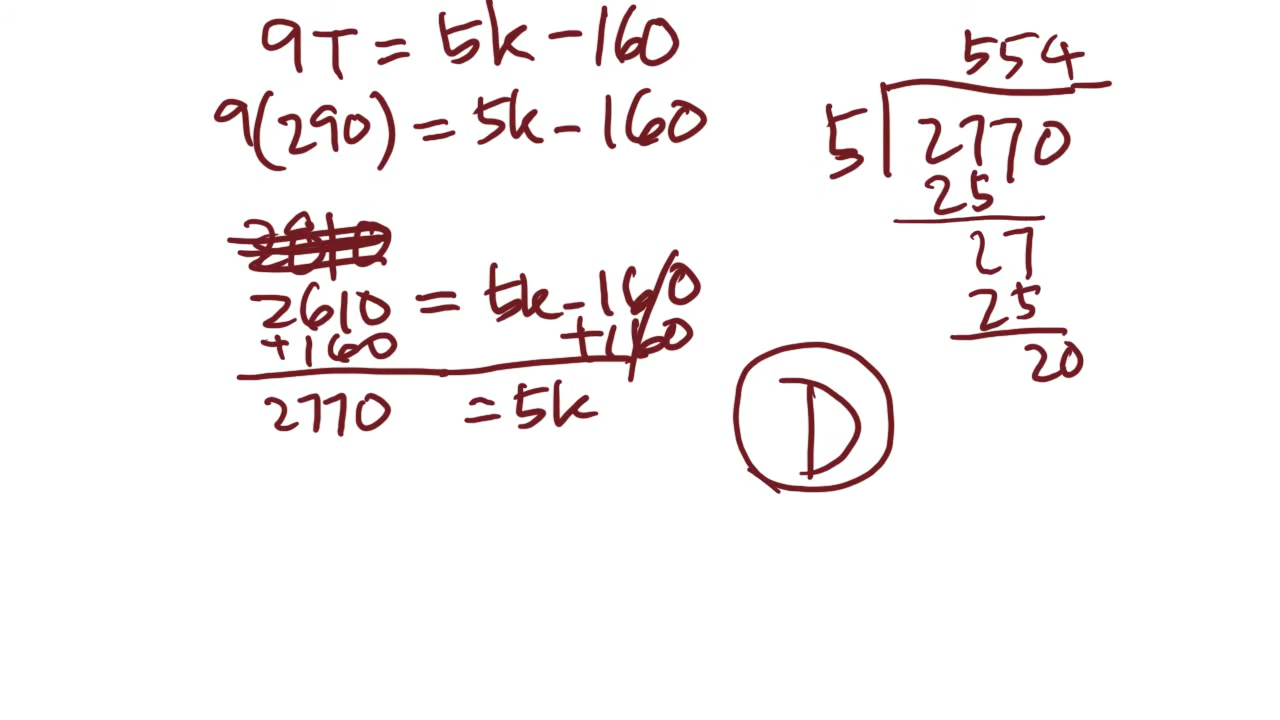 9T = 5k - 160
9(290) = 5k - 160
2610 = 5k - 160
+160 +160
2770 = 5k
554
5 2770
25
27
25
20
D